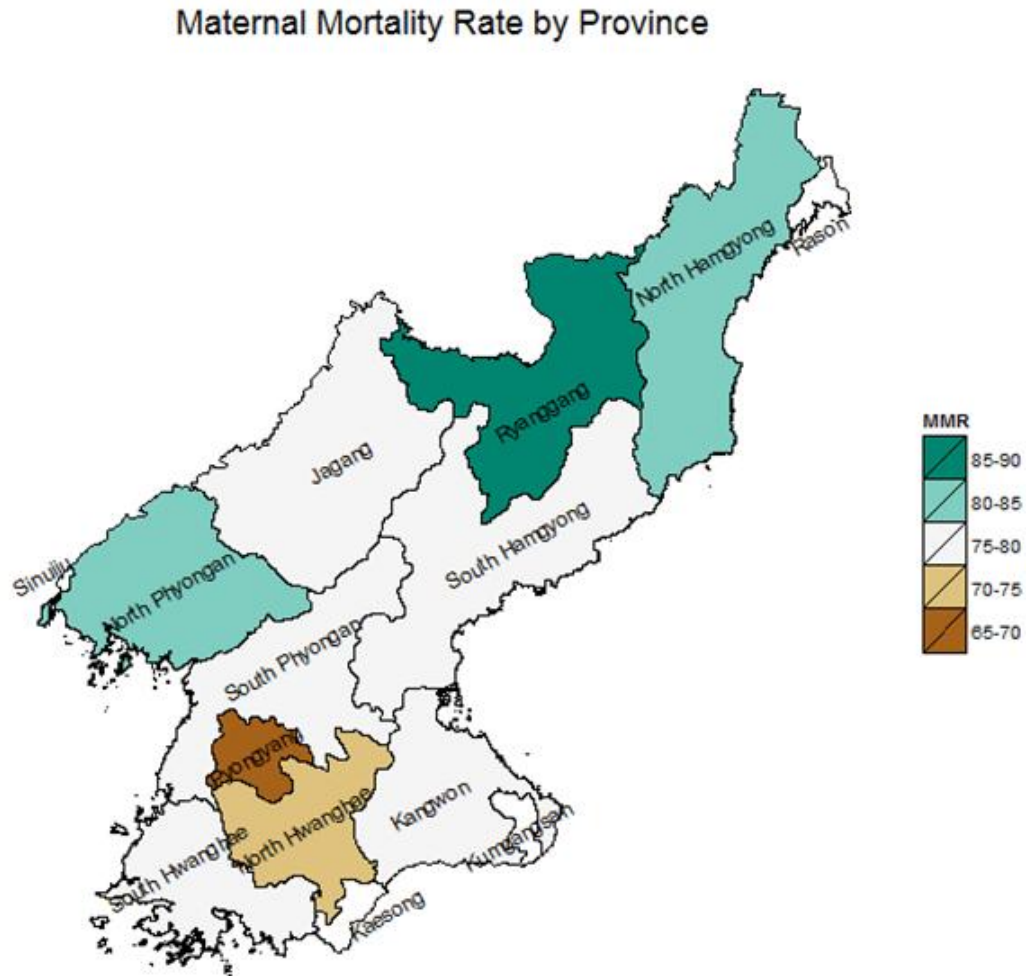 Maternal Mortality Rate by Province
North Hamgyong
Rason
Ryanggang
Jagang
South Hamgyong
Sinuiju
North Phyongan
South Phyongan
Pyongyang
Kangwon
North Hwanghae
Kumgangsan
South Hwanghae
Kaesong
MMR
85-90
80-85
75-80
70-75
65-70